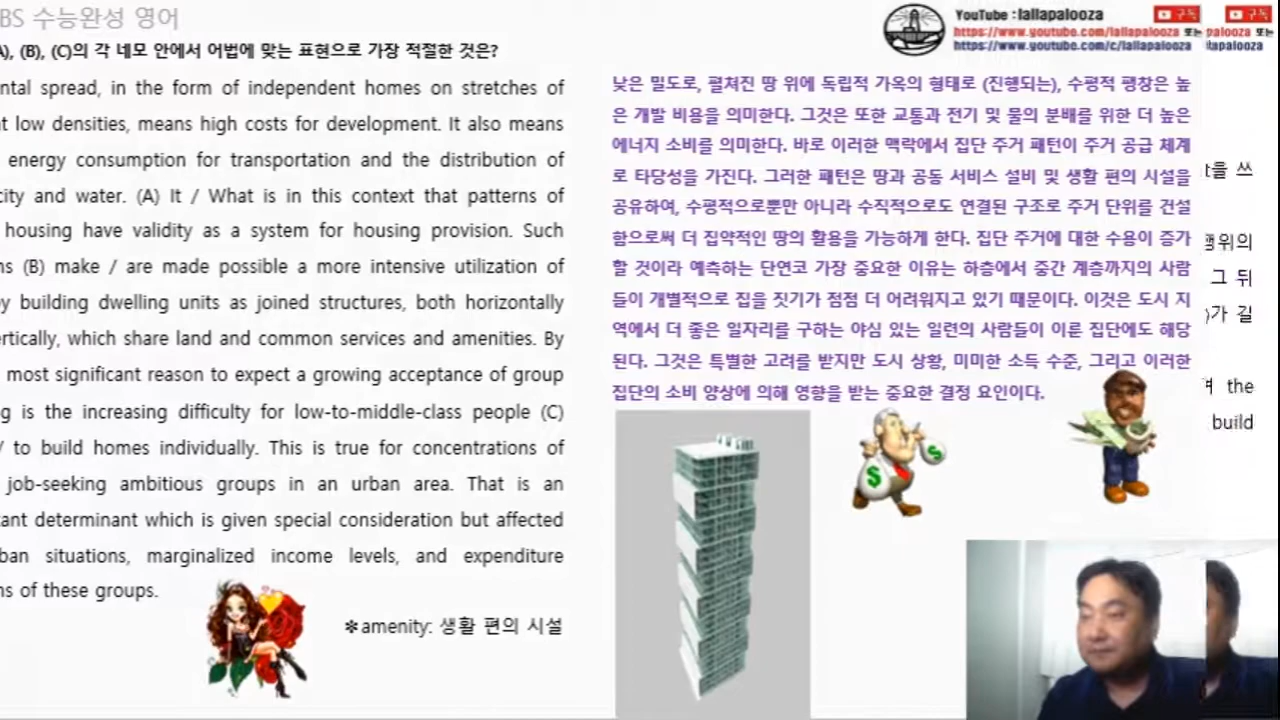 BS 수능완성 영어
A), (B), (C)의 각 네모 안에서 어법에 맞는 표현으로 가장 적절한 것은?
ntal spread, in the form of independent homes on stretches of
t low densities, means high costs for development. It also means
energy consumption for transportation and the distribution of
city and water. (A) It / What is in this context that patterns of
housing have validity as a system for housing provision. Such
ns (B) make / are made possible a more intensive utilization of
by building dwelling units as joined structures, both horizontally
ertically, which share land and common services and amenities. By
most significant reason to expect a growing acceptance of group
g is the increasing difficulty for low-to-middle-class people (C)
/ to build homes individually. This is true for concentrations of
job-seeking ambitious groups in an urban area. That is an
tant determinant which is given special consideration but affected
ban situations, marginalized income levels, and expenditure
ns of these groups.
✻amenity: 생활 편의 시설
YouTube : lallapalooza
구독
구독
https://www.youtube.com/lallapalooza 또는
palooza 또는
https://www.youtube.com/c/lallapalooza
lapalooza
낮은 밀도로, 펼쳐진 땅 위에 독립적 가옥의 형태로 (진행되는), 수평적 팽창은 높
은 개발 비용을 의미한다. 그것은 또한 교통과 전기 및 물의 분배를 위한 더 높은
에너지 소비를 의미한다. 바로 이러한 맥락에서 집단 주거 패턴이 주거 공급 체계
로 타당성을 가진다. 그러한 패턴은 땅과 공동 서비스 설비 및 생활 편의 시설을
공유하여, 수평적으로뿐만 아니라 수직적으로도 연결된 구조로 주거 단위를 건설
함으로써 더 집약적인 땅의 활용을 가능하게 한다. 집단 주거에 대한 수용이 증가
할 것이라 예측하는 단연코 가장 중요한 이유는 하층에서 중간 계층까지의 사람
들이 개별적으로 집을 짓기가 점점 더 어려워지고 있기 때문이다. 이것은 도시 지
역에서 더 좋은 일자리를 구하는 야심 있는 일련의 사람들이 이룬 집단에도 해당
된다. 그것은 특별한 고려를 받지만 도시 상황, 미미한 소득 수준, 그리고 이러한
집단의 소비 양상에 의해 영향을 받는 중요한 결정 요인이다.
을 쓰
행위의
그 뒤
가 길
the
build